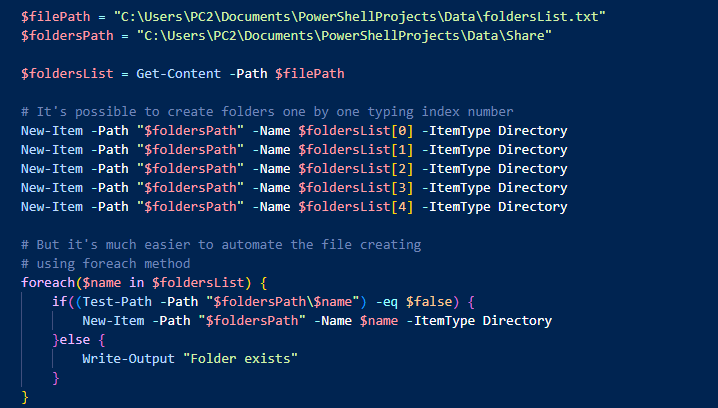 $filePath = "C:\Users\PC2\Documents\PowerShellProjects\Data\foldersList.txt"
$foldersPath = "C:\Users\PC2\Documents\PowerShellProjects\Data\Share"

$foldersList = Get-Content -Path $filePath

# It's possible to create folders one by one typing index number
New-Item -Path "$foldersPath" -Name $foldersList[0] -ItemType Directory
New-Item -Path "$foldersPath" -Name $foldersList[1] -ItemType Directory
New-Item -Path "$foldersPath" -Name $foldersList[2] -ItemType Directory
New-Item -Path "$foldersPath" -Name $foldersList[3] -ItemType Directory
New-Item -Path "$foldersPath" -Name $foldersList[4] -ItemType Directory

# But it's much easier to automate the file creating
# using foreach method
foreach($name in $foldersList) {
    if((Test-Path -Path "$foldersPath\$name") -eq $false) {
        New-Item -Path "$foldersPath" -Name $name -ItemType Directory
    }else {
        Write-Output "Folder exists"
    }
}